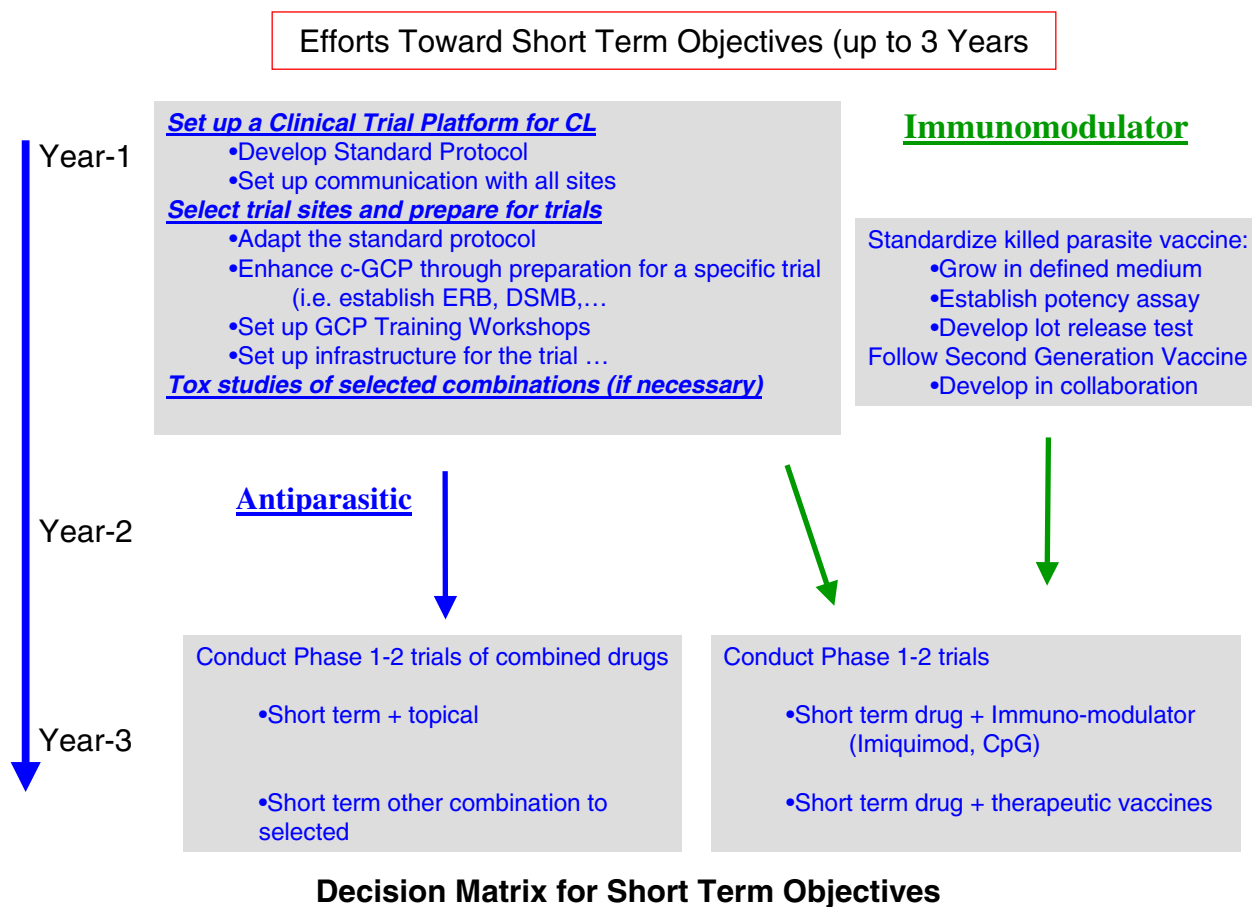 Efforts Toward Short Term Objectives (up to 3 Years
Year-1
Set up a Clinical Trial Platform for CL
•Develop Standard Protocol
•Set up communication with all sites
Select trial sites and prepare for trials
•Adapt the standard protocol
•Enhance c-GCP through preparation for a specific trial
(i.e. establish ERB, DSMB,…
•Set up GCP Training Workshops
•Set up infrastructure for the trial …
Tox studies of selected combinations (if necessary)
Immunomodulator
Standardize killed parasite vaccine:
•Grow in defined medium
•Establish potency assay
•Develop lot release test
Follow Second Generation Vaccine
•Develop in collaboration
Antiparasitic
Year-2
Year-3
Conduct Phase 1-2 trials of combined drugs
•Short term + topical
•Short term other combination to
selected
Conduct Phase 1-2 trials
•Short term drug + Immuno-modulator
(Imiquimod, CpG)
•Short term drug + therapeutic vaccines
Decision Matrix for Short Term Objectives